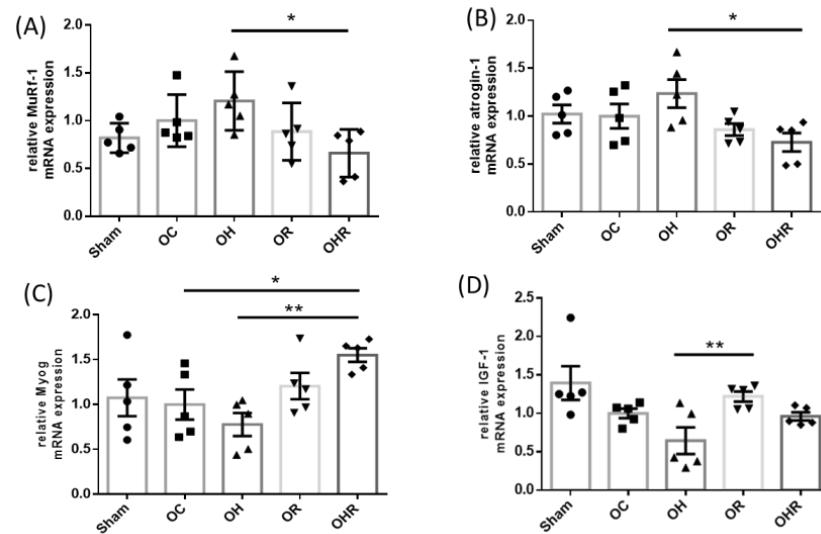 (A)
relative MuRf-1
mRNA expression
2.0
1.5
1.0
0.5
0.0
*
Sham
OC
OH
OR
OHR
(B)
relative atrogin-1
mRNA expression
2.0
1.5
1.0
0.5
0.0
*
Sham
OC
OH
OR
OHR
(C)
relative Myog
mRNA expression
2.0
1.5
1.0
0.5
0.0
*
**
Sham
OC
OH
OR
OHR
(D)
relative IGF-1
mRNA expression
2.5
2.0
1.5
1.0
0.5
0.0
**
Sham
OC
OH
OR
OHR